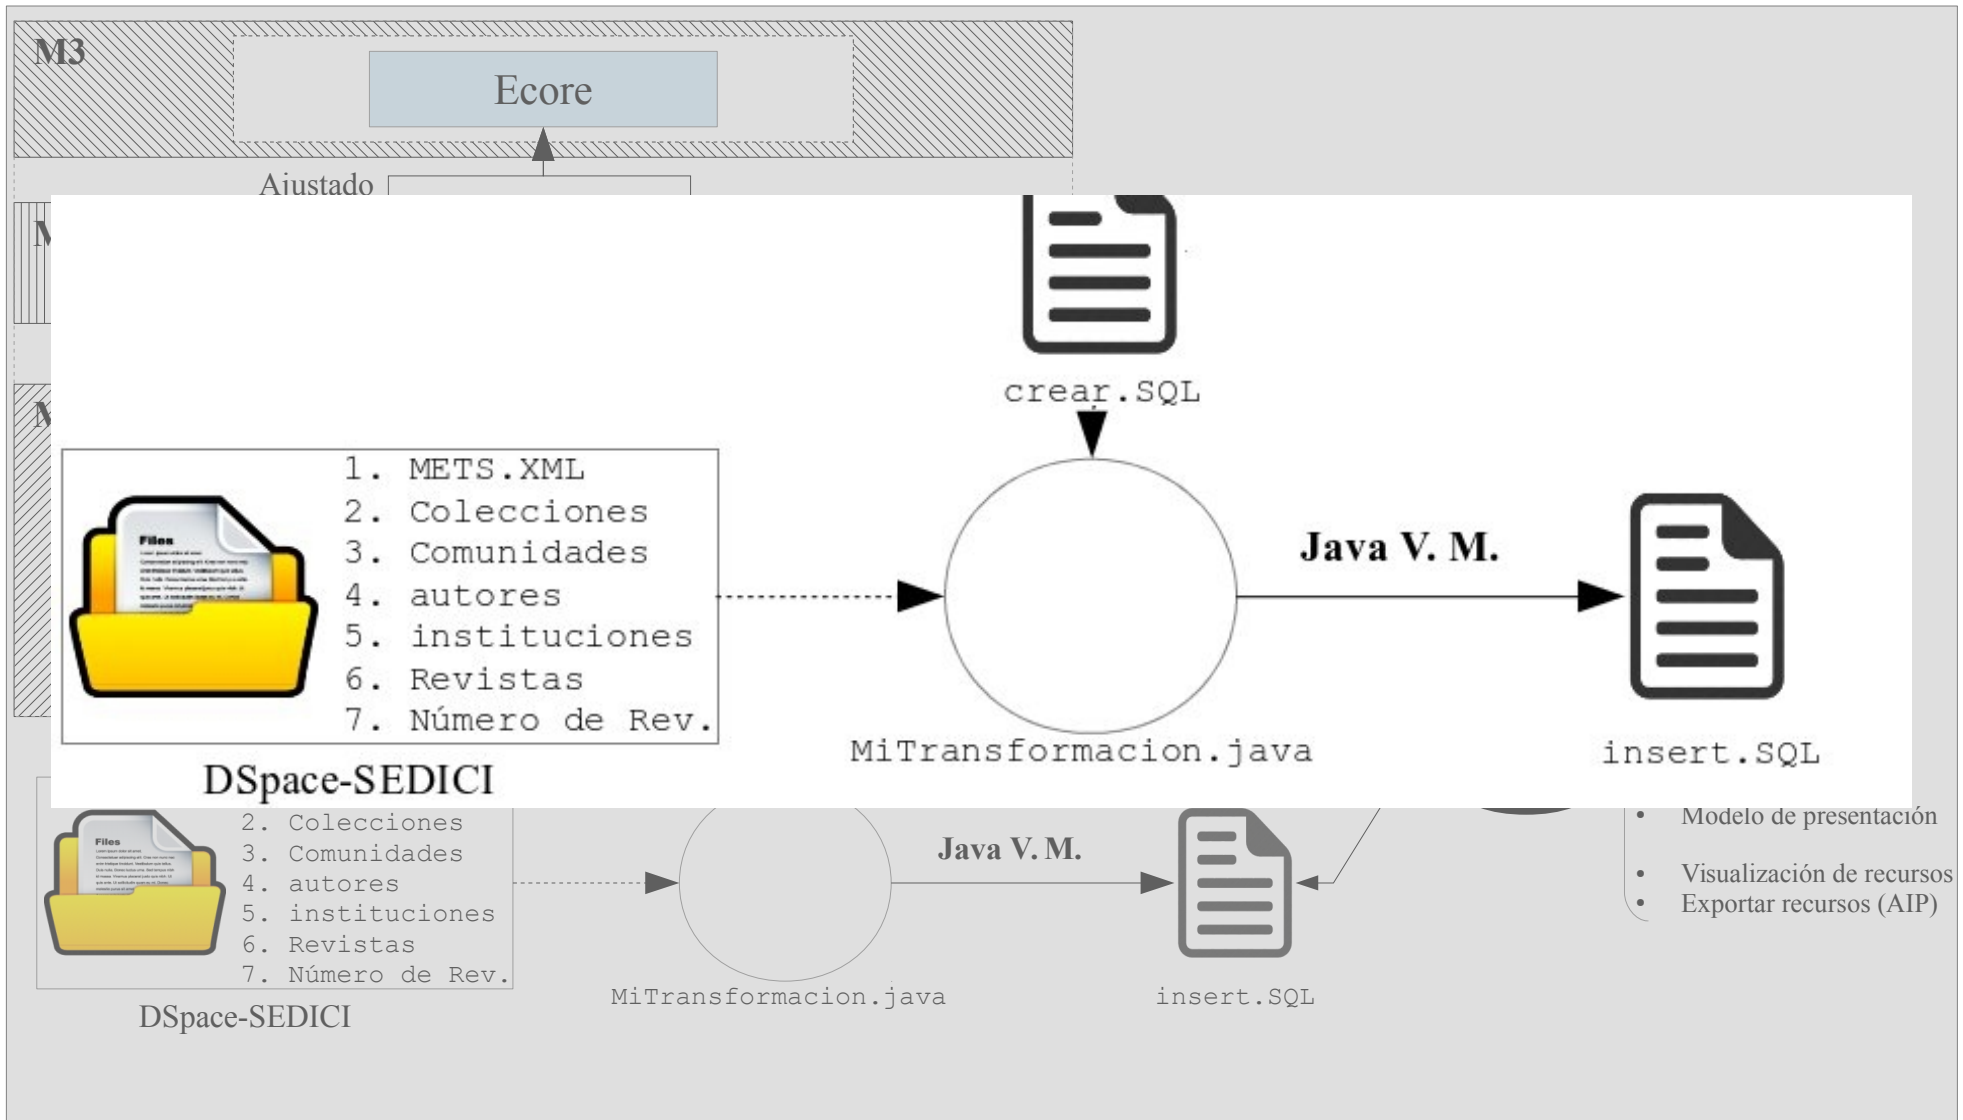 M3
Ecore
Ajustado
crear.SQL
1. METS.XML
2. Colecciones
3. Comunidades
4. autores
5. instituciones
6. Revistas
7. Número de Rev.
Files
DSpace-SEDICI
Java V. M.
MiTransformacion.java
insert.SQL
2. Colecciones
3. Comunidades
4. autores
5. instituciones
6. Revistas
7. Número de Rev.
Files
DSpace-SEDICI
Java V. M.
MiTransformacion.java
insert.SQL
• Modelo de presentación
• Visualización de recursos
• Exportar recursos (AIP)